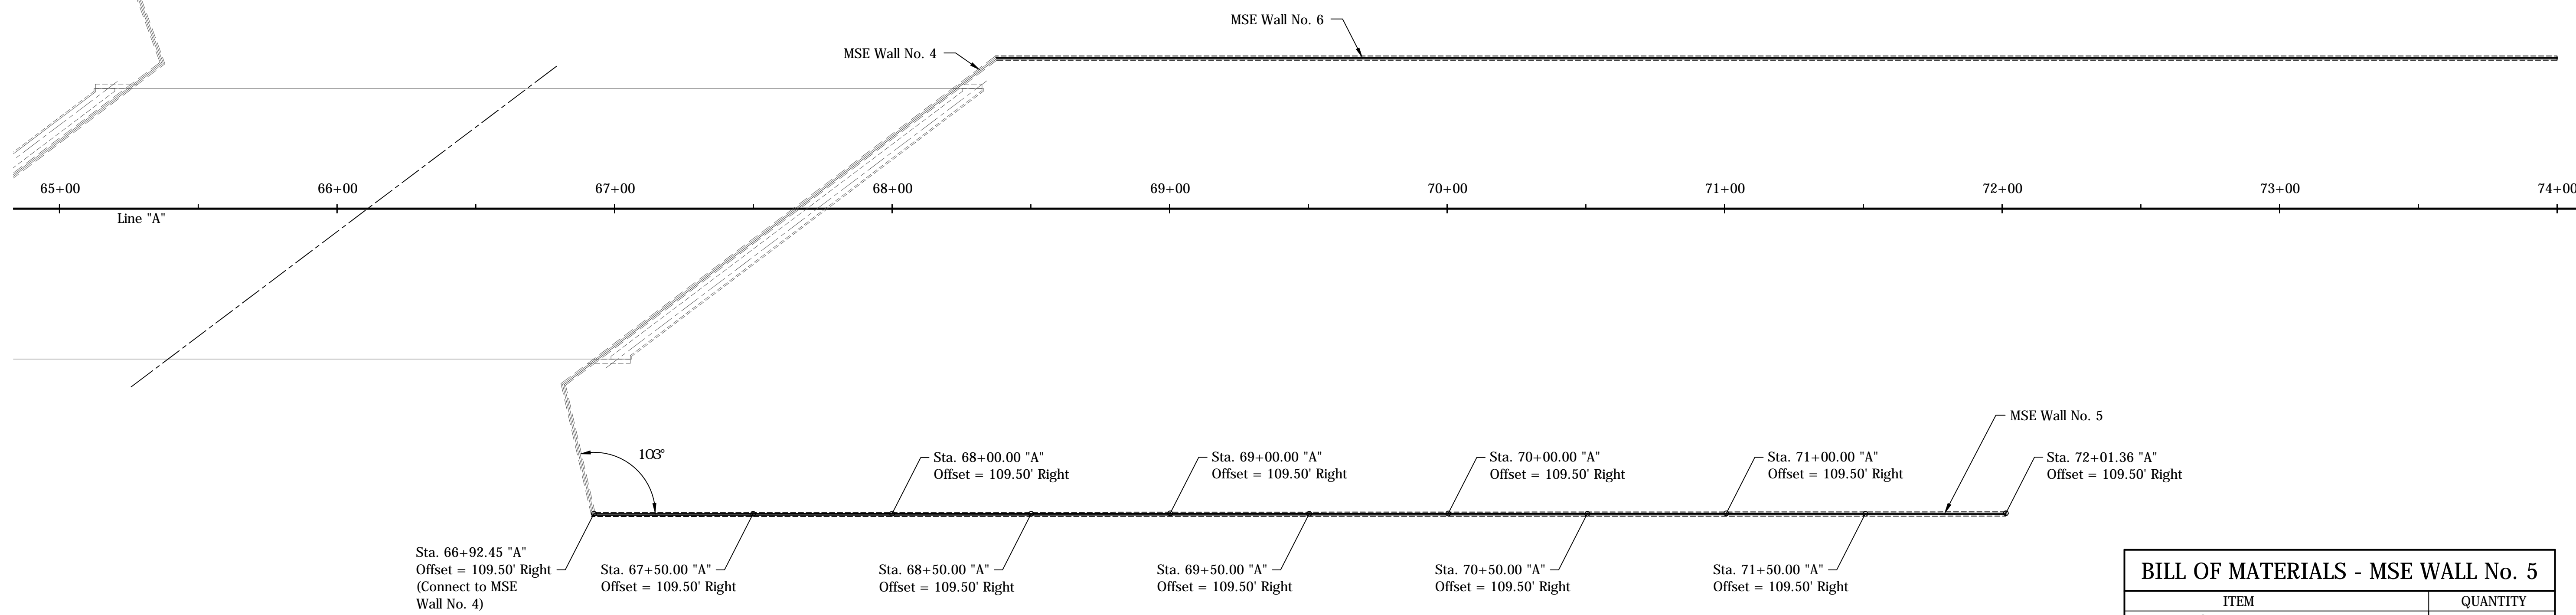 MSE Wall No. 6
MSE Wall No. 4
65+00
66+00
67+00
68+00
69+00
70+00
71+00
72+00
73+00
74+00
Line "A"
MSE Wall No. 5
103°
Sta. 68+00.00 "A"
Offset = 109.50' Right
Sta. 69+00.00 "A"
Offset = 109.50' Right
Sta. 70+00.00 "A"
Offset = 109.50' Right
Sta. 71+00.00 "A"
Offset = 109.50' Right
Sta. 72+01.36 "A"
Offset = 109.50' Right
Sta. 66+92.45 "A"
Offset = 109.50' Right
(Connect to MSE
Wall No. 4)
Sta. 67+50.00 "A"
Offset = 109.50' Right
Sta. 68+50.00 "A"
Offset = 109.50' Right
Sta. 69+50.00 "A"
Offset = 109.50' Right
Sta. 70+50.00 "A"
Offset = 109.50' Right
Sta. 71+50.00 "A"
Offset = 109.50' Right
BILL OF MATERIALS - MSE WALL No. 5
ITEM
QUANTITY